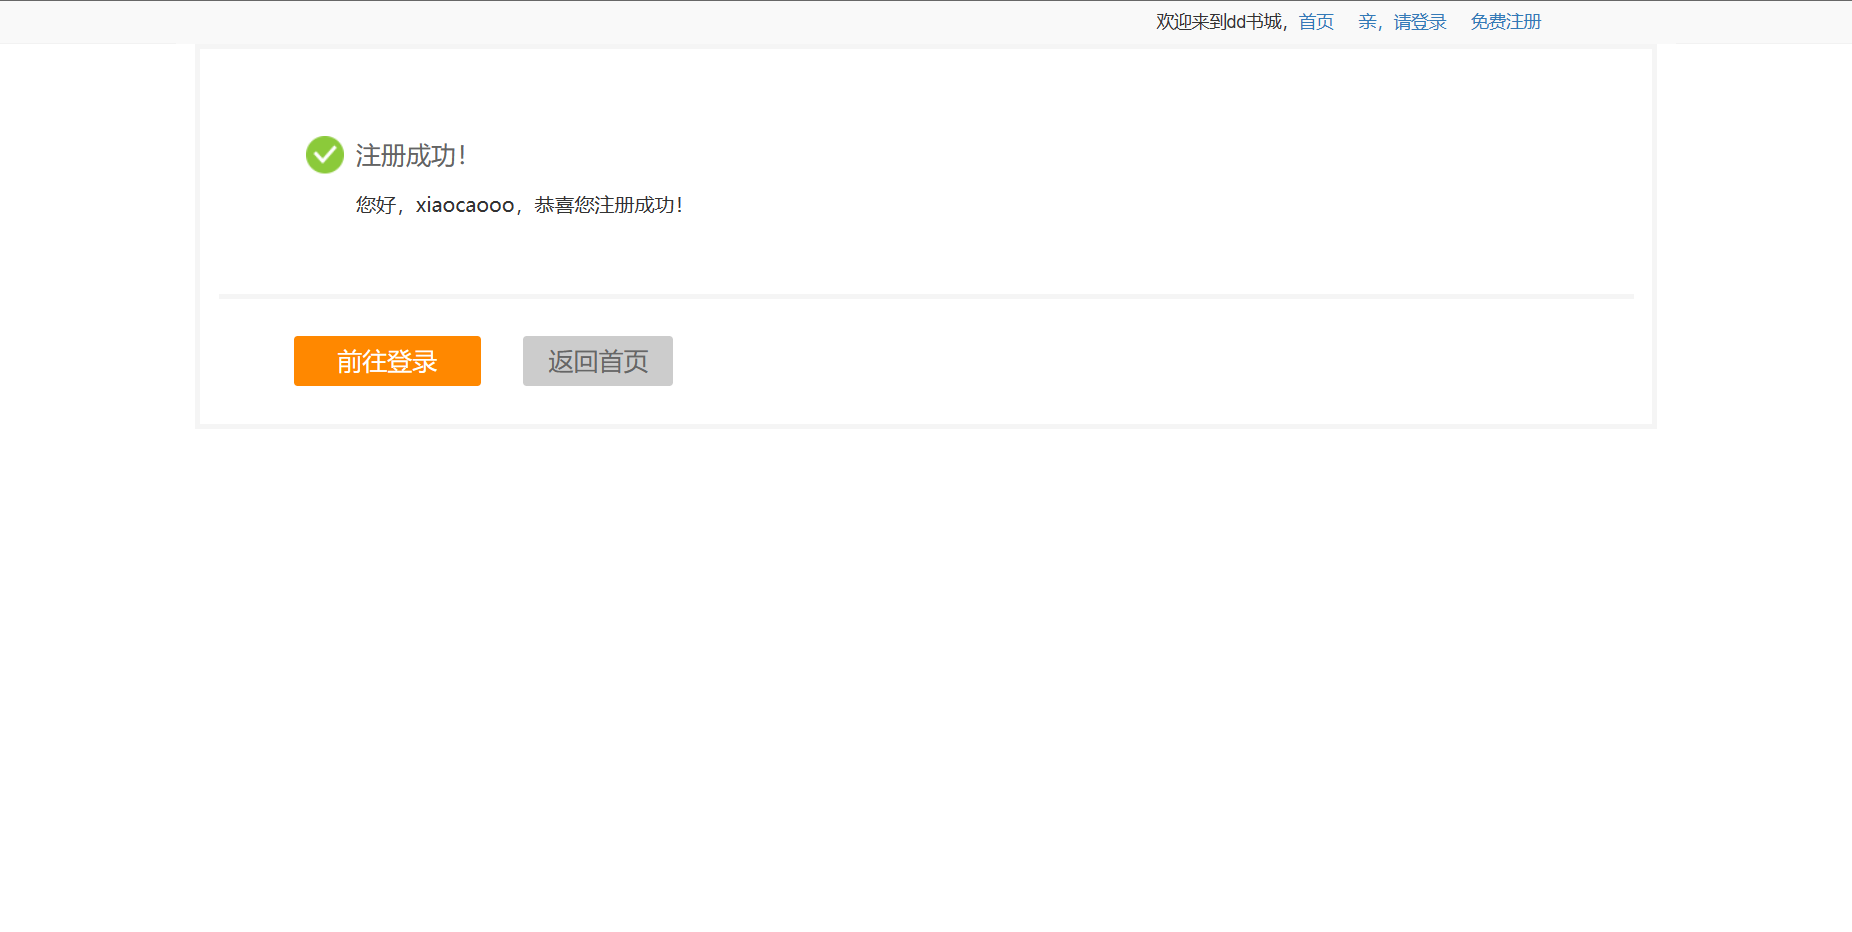 欢迎来到dd书城，首页 亲，请登录 免费注册
注册成功！
您好，xiaocaooo，恭喜您注册成功！
前往登录 返回首页